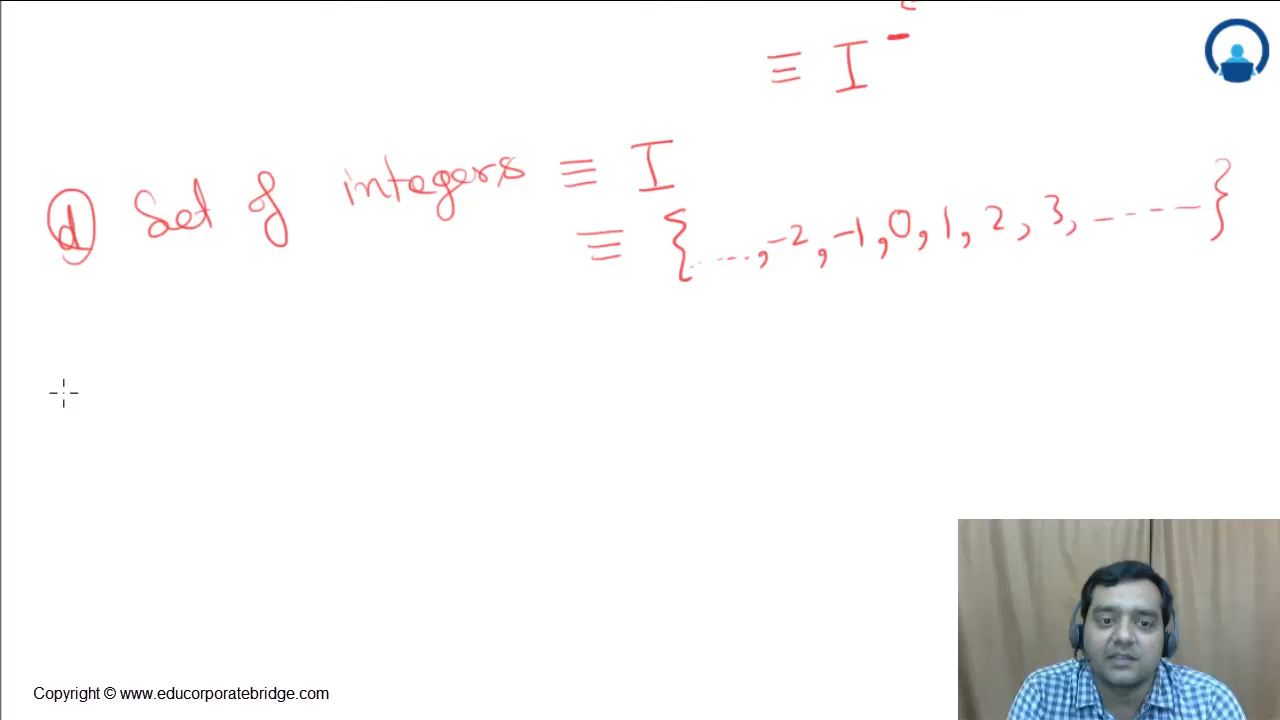 ≡ I⁻
(d) Set of integers ≡ I
≡ {....., -2, -1, 0, 1, 2, 3, -----}
Copyright © www.educorporatebridge.com